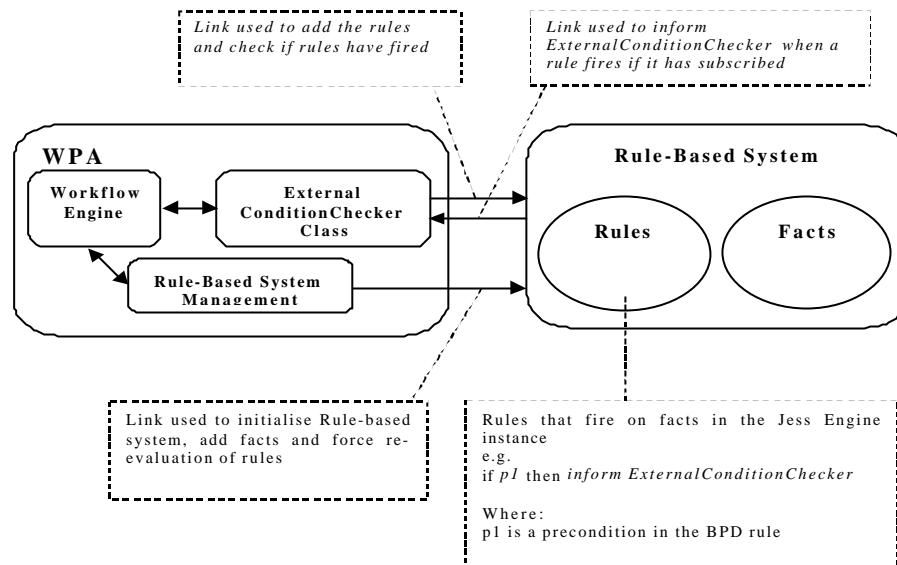 Link used to add the rules
and check if rules have fired
Link used to inform
ExternalConditionChecker when a
rule fires if it has subscribed
WPA
Workflow
Engine
External
ConditionChecker
Class
Rule-Based System
Management
Rule-Based System
Rules
Facts
Link used to initialise Rule-based
system, add facts and force re-
evaluation of rules
Rules that fire on facts in the Jess Engine
instance
e.g.
if p1 then inform ExternalConditionChecker
Where:
p1 is a precondition in the BPD rule